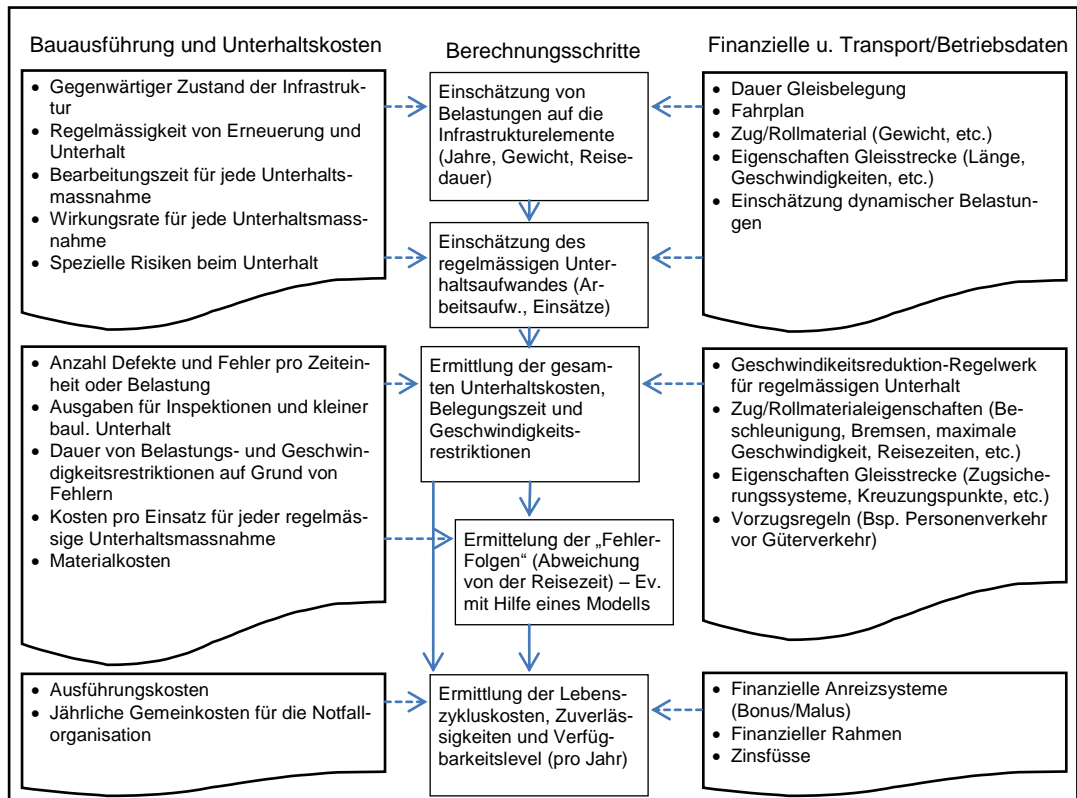 Bauausführung und Unterhaltskosten
• Gegenwärtiger Zustand der Infrastruk-
tur
• Regelmässigkeit von Erneuerung und
Unterhalt
• Bearbeitungszeit für jede Unterhalts-
massnahme
• Wirkungsrate für jede Unterhaltsmass-
nahme
• Spezielle Risiken beim Unterhalt
• Anzahl Defekte und Fehler pro Zeitein-
heit oder Belastung
• Ausgaben für Inspektionen und kleiner
baul. Unterhalt
• Dauer von Belastungs- und Geschwin-
digkeitsrestriktionen auf Grund von
Fehlern
• Kosten pro Einsatz für jeder regelmäs-
sige Unterhaltsmassnahme
• Materialkosten
• Ausführungskosten
• Jährliche Gemeinkosten für die Notfall-
organisation
Berechnungsschritte
Einschätzung von
Belastungen auf die
Infrastrukturelemente
(Jahre, Gewicht, Reise-
dauer)
Einschätzung des
regelmässigen Unter-
haltsaufwandes (Ar-
beitsaufw., Einsätze)
Ermittlung der gesam-
ten Unterhaltskosten,
Belegungszeit und
Geschwindigkeits-
restriktionen
Ermittelung der „Fehler-
Folgen“ (Abweichung
von der Reisezeit) – Ev.
mit Hilfe eines Modells
Ermittlung der Lebens-
zykluskosten, Zuverläs-
sigkeiten und Verfüg-
barkeitslevel (pro Jahr)
Finanzielle u. Transport/Betriebsdaten
• Dauer Gleisbelegung
• Fahrplan
• Zug/Rollmaterial (Gewicht, etc.)
• Eigenschaften Gleisstrecke (Länge,
Geschwindigkeiten, etc.)
• Einschätzung dynamischer Belastun-
gen
• Geschwindikeitsreduktion-Regelwerk
für regelmässigen Unterhalt
• Zug/Rollmaterialeigenschaften (Be-
schleunigung, Bremsen, maximale
Geschwindigkeit, Reisezeiten, etc.)
• Eigenschaften Gleisstrecke (Zugsiche-
rungssysteme, Kreuzungspunkte, etc.)
• Vorzugsregeln (Bsp. Personenverkehr
vor Güterverkehr)
• Finanzielle Anreizsysteme
(Bonus/Malus)
• Finanzieller Rahmen
• Zinsfüsse